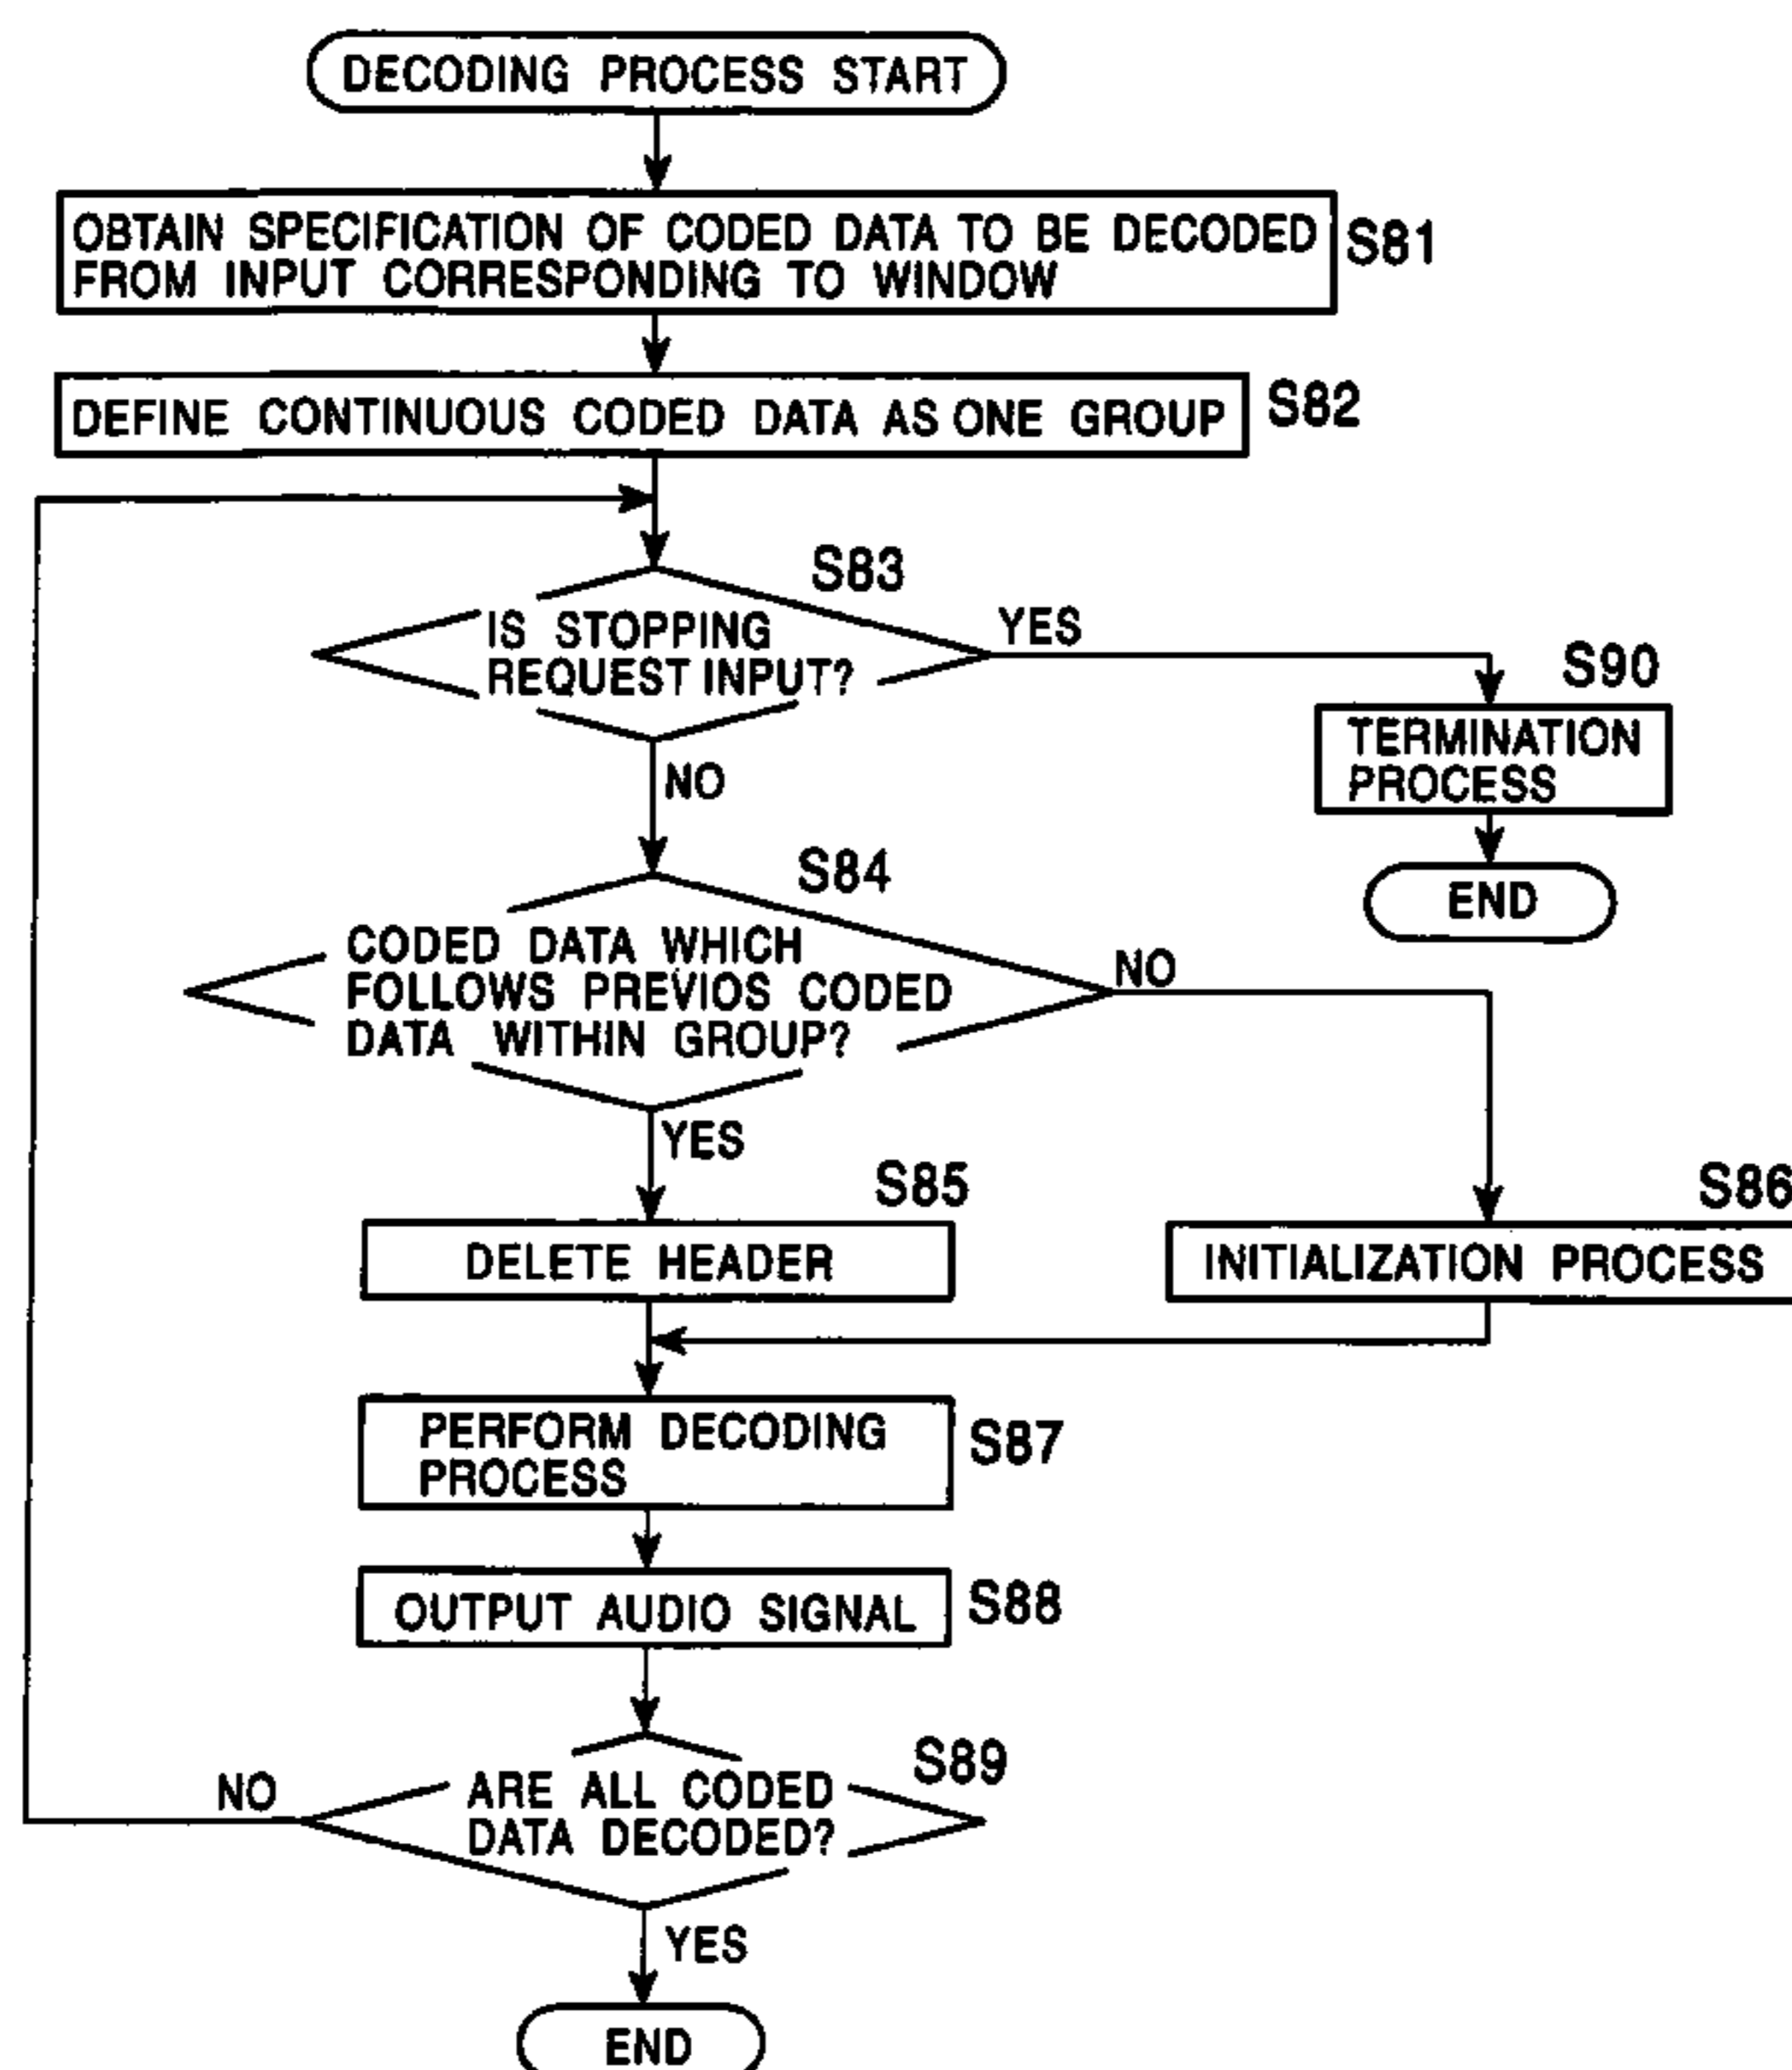 DECODING PROCESS START
OBTAIN SPECIFICATION OF CODED DATA TO BE DECODED
FROM INPUT CORRESPONDING TO WINDOW
S81
DEFINE CONTINUOUS CODED DATA AS ONE GROUP
S82
S83
IS STOPPING
REQUEST INPUT?
YES
S90
TERMINATION
PROCESS
NO
END
S84
CODED DATA WHICH
FOLLOWS PREVIOS CODED
DATA WITHIN GROUP?
NO
YES
S85
S86
DELETE HEADER
INITIALIZATION PROCESS
PERFORM DECODING
PROCESS
S87
OUTPUT AUDIO SIGNAL
S88
S89
NO
ARE ALL CODED
DATA DECODED?
YES
END